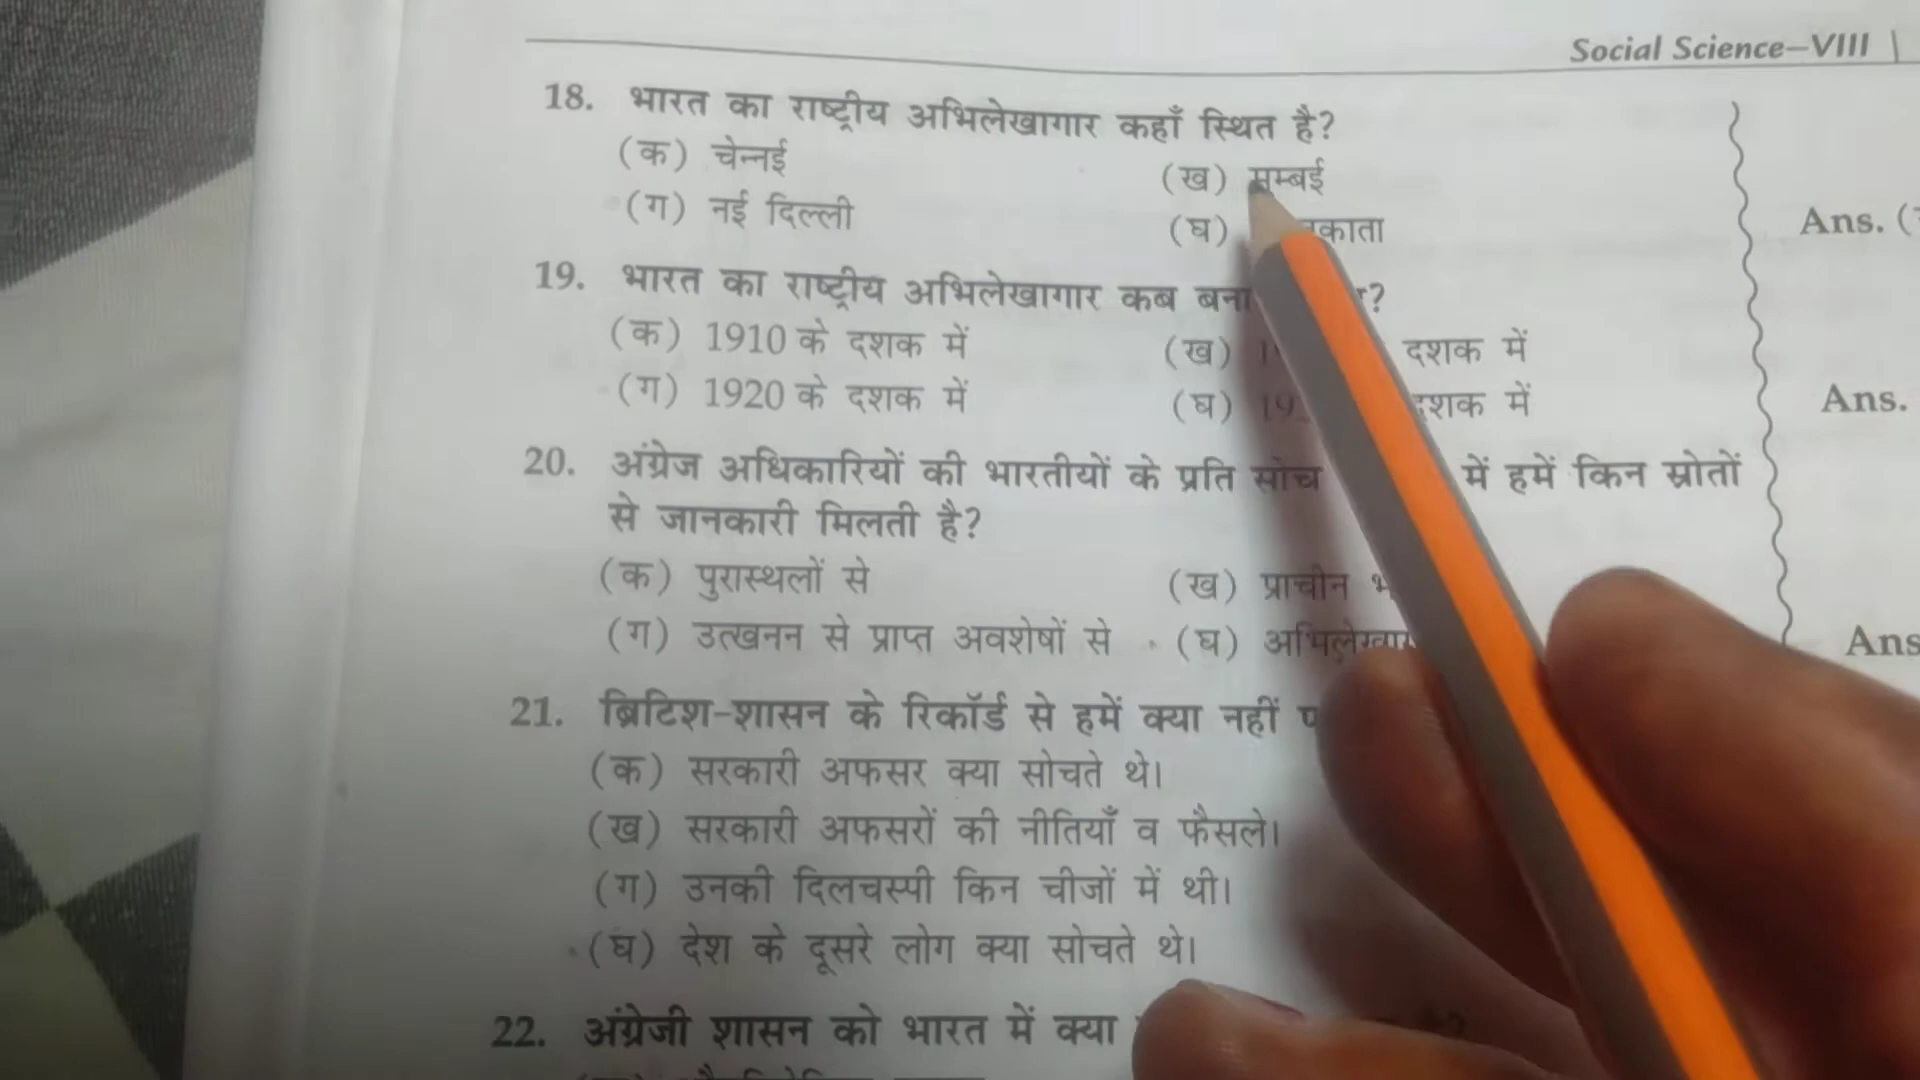 Social Science–VIII |
18. भारत का राष्ट्रीय अभिलेखागार कहाँ स्थित है?
(क) चेन्नई (ख) मुम्बई
(ग) नई दिल्ली (घ)
Ans.
19. भारत का राष्ट्रीय अभिलेखागार कब
(क) 1910 के दशक में (ख) दशक में
(ग) 1920 के दशक में (घ) दशक में
Ans.
20. अंग्रेज अधिकारियों की भारतीयों के प्रति सोच में हमें किन स्रोतों
से जानकारी मिलती है?
(क) पुरास्थलों से (ख) प्राचीन
(ग) उत्खनन से प्राप्त अवशेषों से (घ)
Ans
21. ब्रिटिश-शासन के रिकॉर्ड से हमें क्या नहीं
(क) सरकारी अफसर क्या सोचते थे।
(ख) सरकारी अफसरों की नीतियाँ व फैसले।
(ग) उनकी दिलचस्पी किन चीजों में थी।
(घ) देश के दूसरे लोग क्या सोचते थे।
22. अंग्रेजी शासन को भारत में क्या